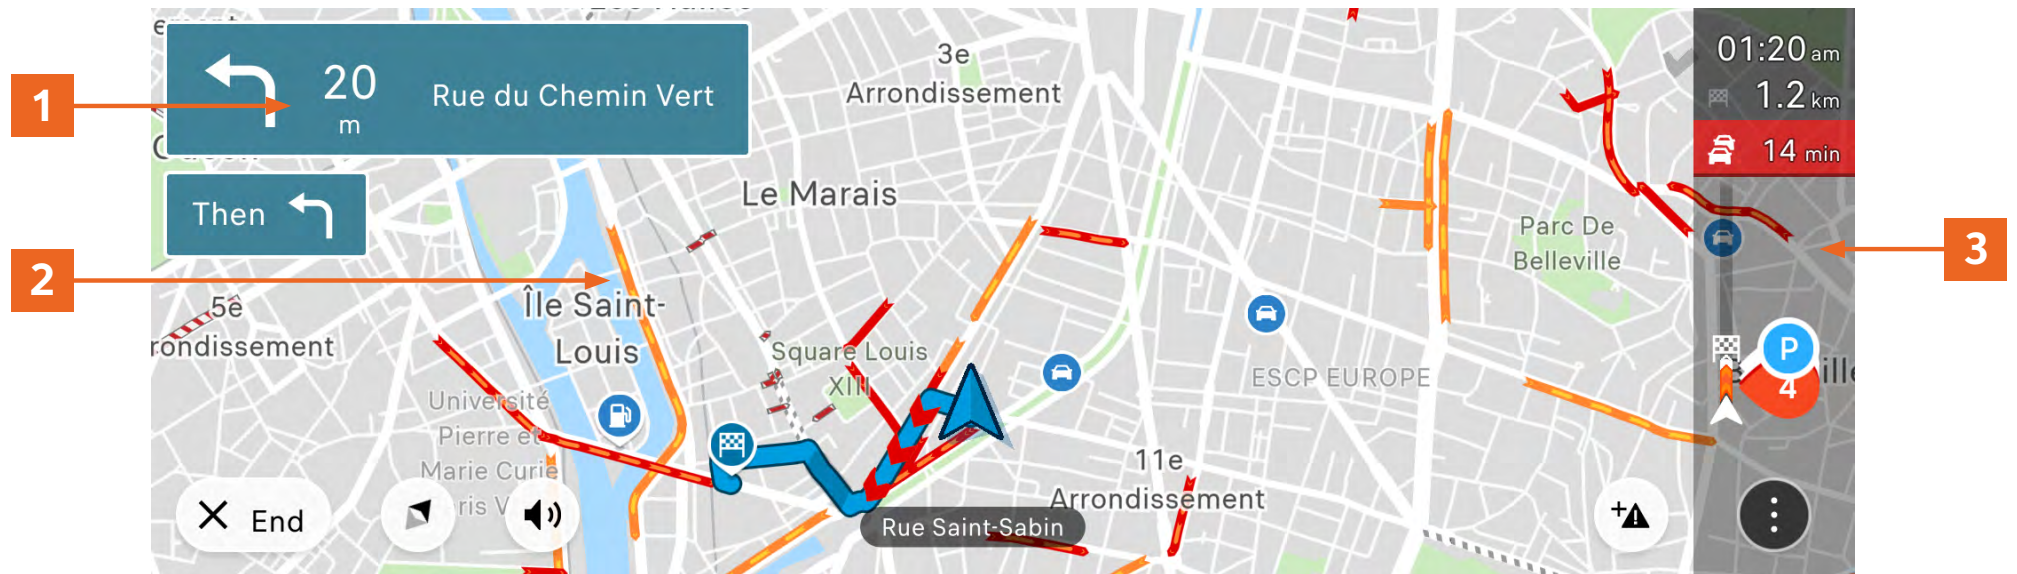 1
2
3
20
m
Rue du Chemin Vert
Then
3e
Arrondissement
Le Marais
Île Saint-
Louis
5e
rondissement
Square Louis
XIII
Université
Pierre et
Marie Curie
ris V
ESCP EUROPE
Parc De
Belleville
11e
Arrondissement
Rue Saint-Sabin
End
01:20 am
1.2 km
14 min
P
4
ille